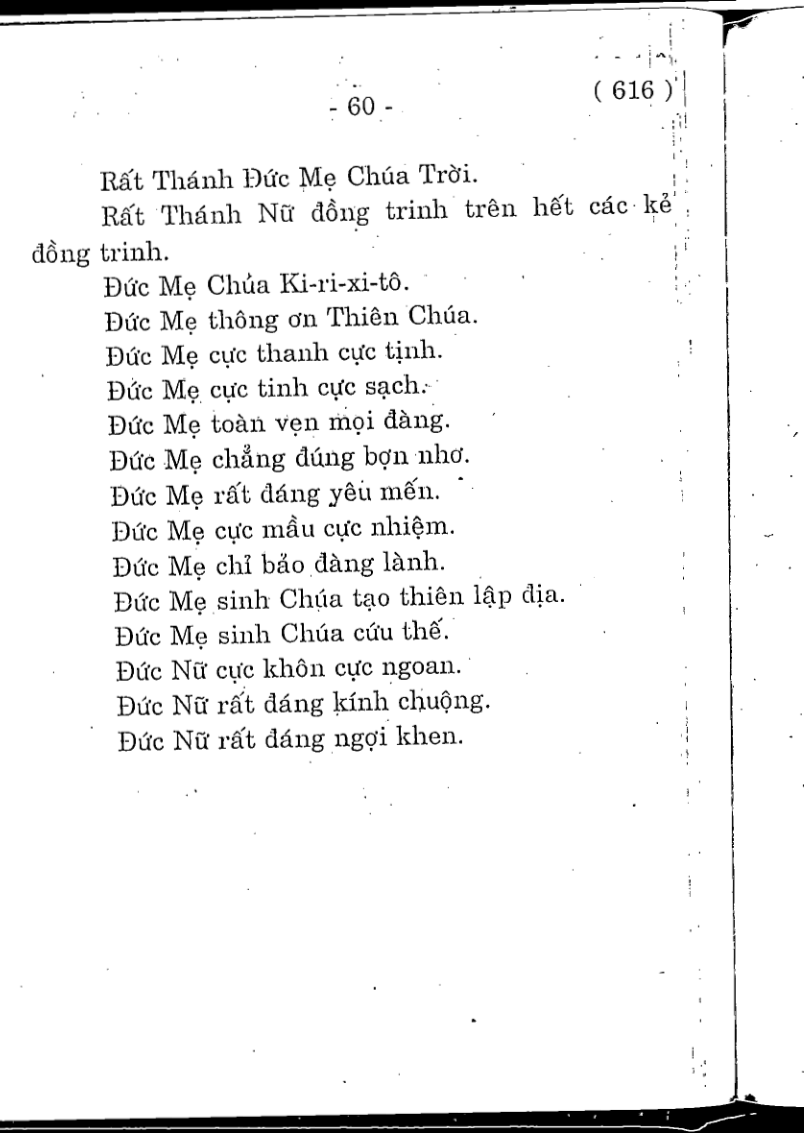 - 60 -
( 616 )
Rất Thánh Đức Mẹ Chúa Trời.
Rất Thánh Nữ đồng trinh trên hết các kẻ
đồng trinh.
Đức Mẹ Chúa Ki-ri-xi-tô.
Đức Mẹ thông ơn Thiên Chúa.
Đức Mẹ cực thanh cực tịnh.
Đức Mẹ cực tinh cực sạch.
Đức Mẹ toàn vẹn mọi đàng.
Đức Mẹ chẳng đúng bợn nhơ.
Đức Mẹ rất đáng yêu mến.
Đức Mẹ cực mầu cực nhiệm.
Đức Mẹ chỉ bảo đàng lành.
Đức Mẹ sinh Chúa tạo thiên lập địa.
Đức Mẹ sinh Chúa cứu thế.
Đức Nữ cực khôn cực ngoan.
Đức Nữ rất đáng kính chuộng.
Đức Nữ rất đáng ngợi khen.